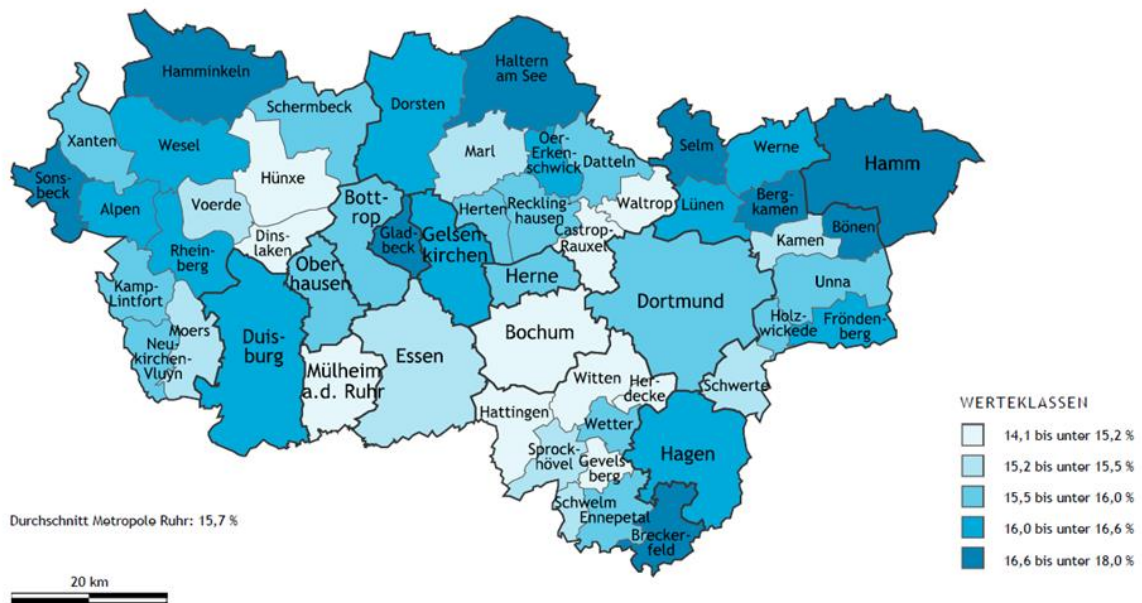 Hamminkeln
Haltern
am See
Schermbeck
Dorsten
Xanten
Wesel
Marl
Oer-
Erken-
schwick
Datteln
Selm
Werne
Hamm
Sons-
beck
Hünxe
Alpen
Voerde
Bott-
rop
Herten
Reckling-
hausen
Waltrop
Lünen
Berg-
kamen
Glad-
beck
Gelsen-
kirchen
Castrop-
Rauxel
Kamen
Bönen
Dins-
laken
Rhein-
berg
Ober
hausen
Herne
Unna
Kamp-
Lintfort
Dortmund
Holz-
wickede
Frönden-
berg
Moers
Neu-
kirchen-
Vluyn
Duis-
burg
Bochum
Essen
Mülheim
a.d. Ruhr
Witten
Her-
decke
Schwerte
Hattingen
Wetter
Sprock-
hövel
Gevels-
berg
Hagen
Schwelm
Ennepetal
Brecker-
feld
WERTEKLASSEN
14,1 bis unter 15,2 %
15,2 bis unter 15,5 %
15,5 bis unter 16,0 %
16,0 bis unter 16,6 %
16,6 bis unter 18,0 %
Durchschnitt Metropole Ruhr: 15,7 %
20 km